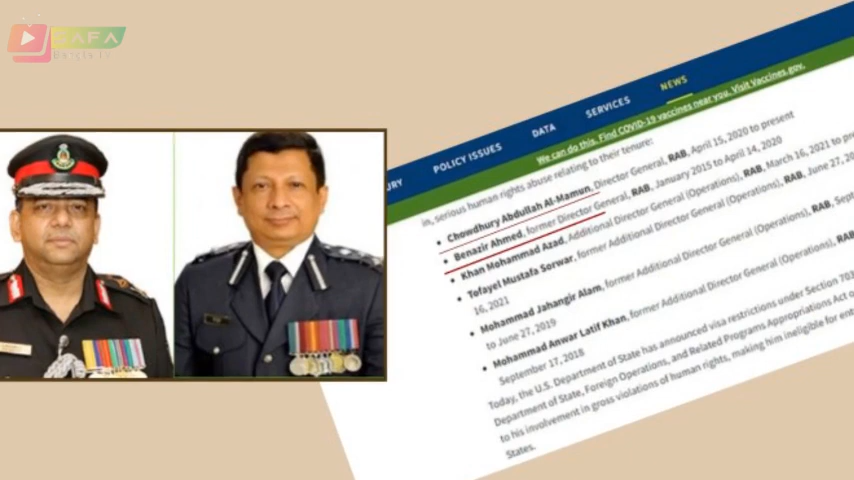 CAFA
Bangla Tv
URY POLICY ISSUES DATA SERVICES NEWS
We can do this. Find COVID-19 vaccines near you. Visit Vaccines.gov.
in, serious human rights abuse relating to their tenure:
• Chowdhury Abdullah Al-Mamun, Director General, RAB, April 15, 2020 to present
• Benazir Ahmed, former Director General, RAB, January 2015 to April 14, 2020
• Khan Mohammad Azad, Additional Director General (Operations), RAB, March 16, 2021 to pre
• Tofayel Mustafa Sorwar, former Additional Director General (Operations), RAB, June 27, 20
16, 2021
• Mohammad Jahangir Alam, former Additional Director General (Operations), RAB, Sept
to June 27, 2019
• Mohammad Anwar Latif Khan, former Additional Director General (Operations), RAB
September 17, 2018
Today, the U.S. Department of State has announced visa restrictions under Section 703
Department of State, Foreign Operations, and Related Programs Appropriations Act o
to his involvement in gross violations of human rights, making him ineligible for ent
States.